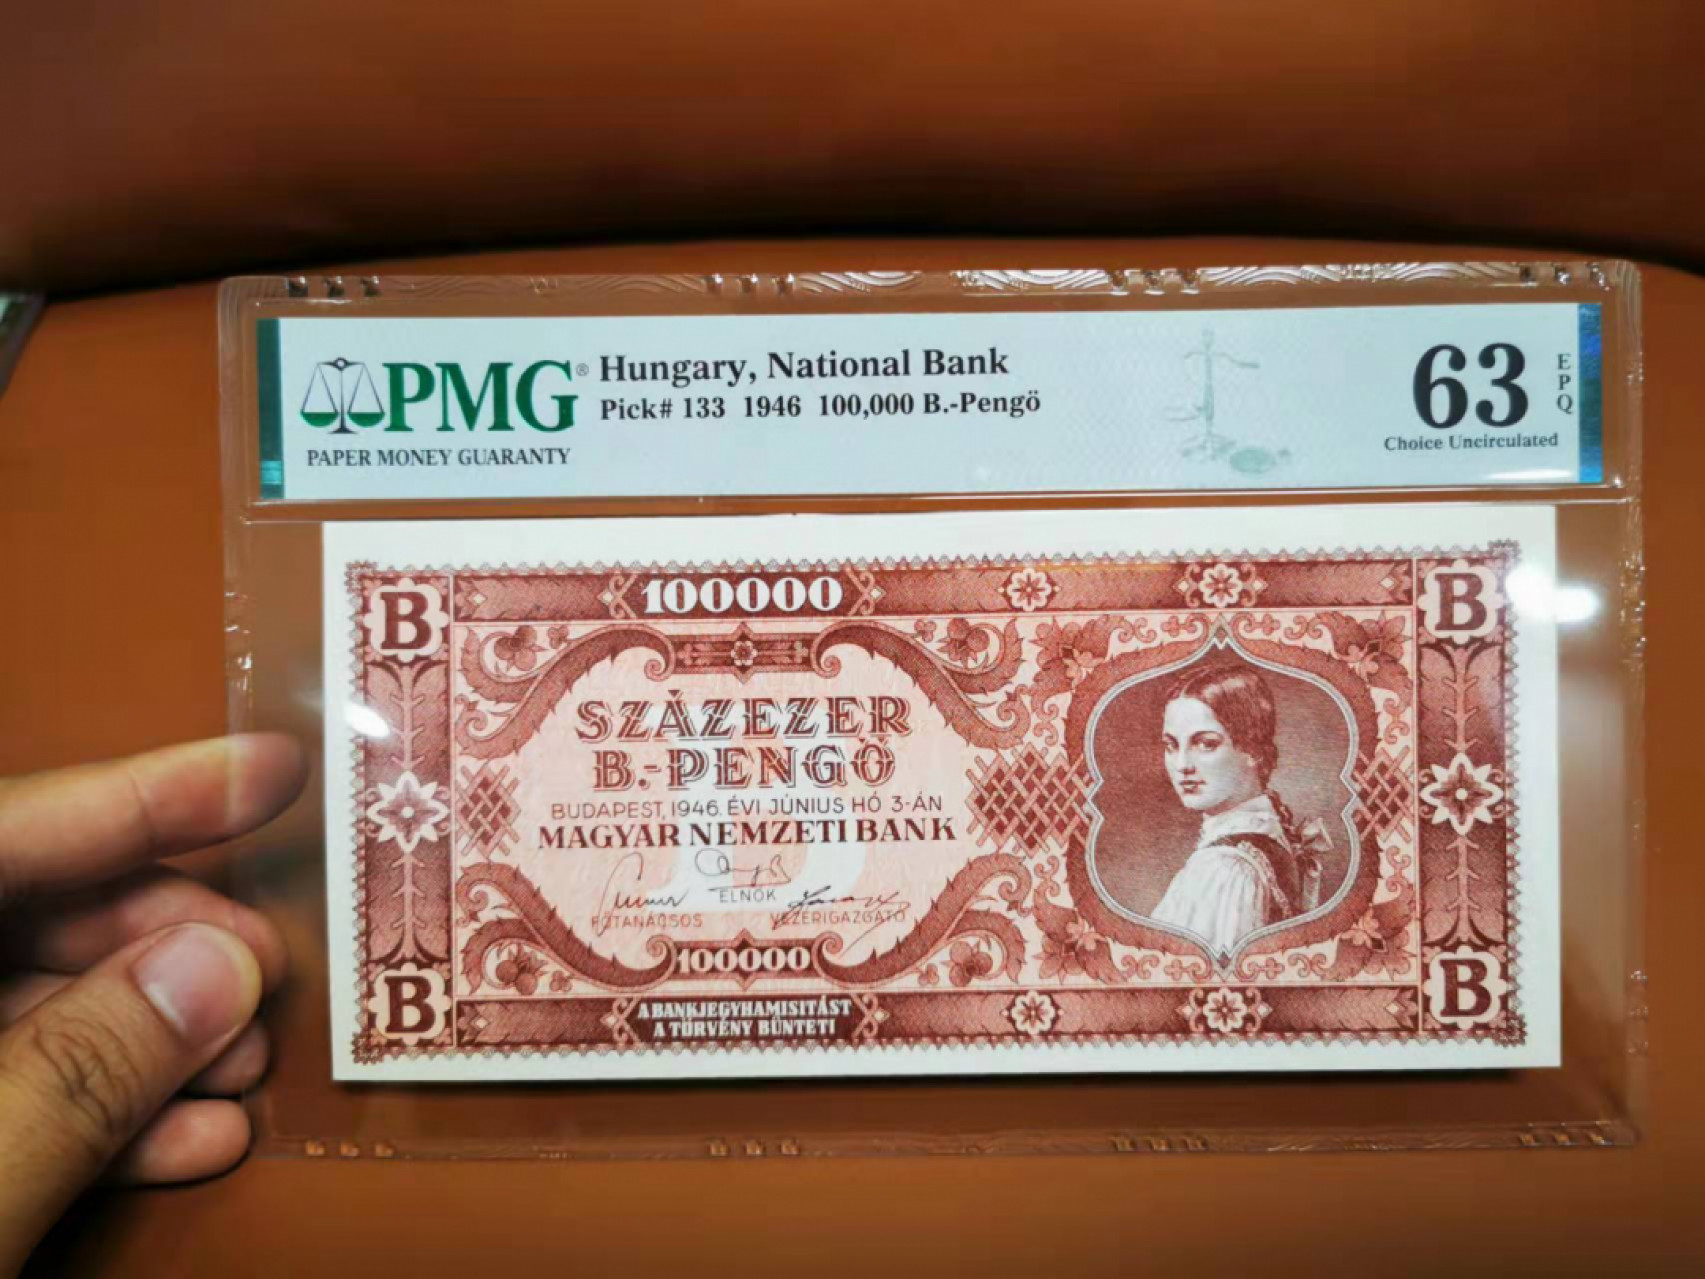 PMG®
PAPER MONEY GUARANTY
Hungary, National Bank
Pick# 133 1946 100,000 B.-Pengö
63
EPQ
Choice Uncirculated
B
100000
B
SZÁZEZER
B.-PENGŐ
BUDAPEST, 1946. ÉVI JÚNIUS HÓ 3-ÁN
MAGYAR NEMZETI BANK
ELNÖK
FŐTANÁCSOS VEZÉRIGAZGATÓ
100000
B
A BANKJEGYHAMISITÁST
A TÖRVÉNY BÜNTETI
B